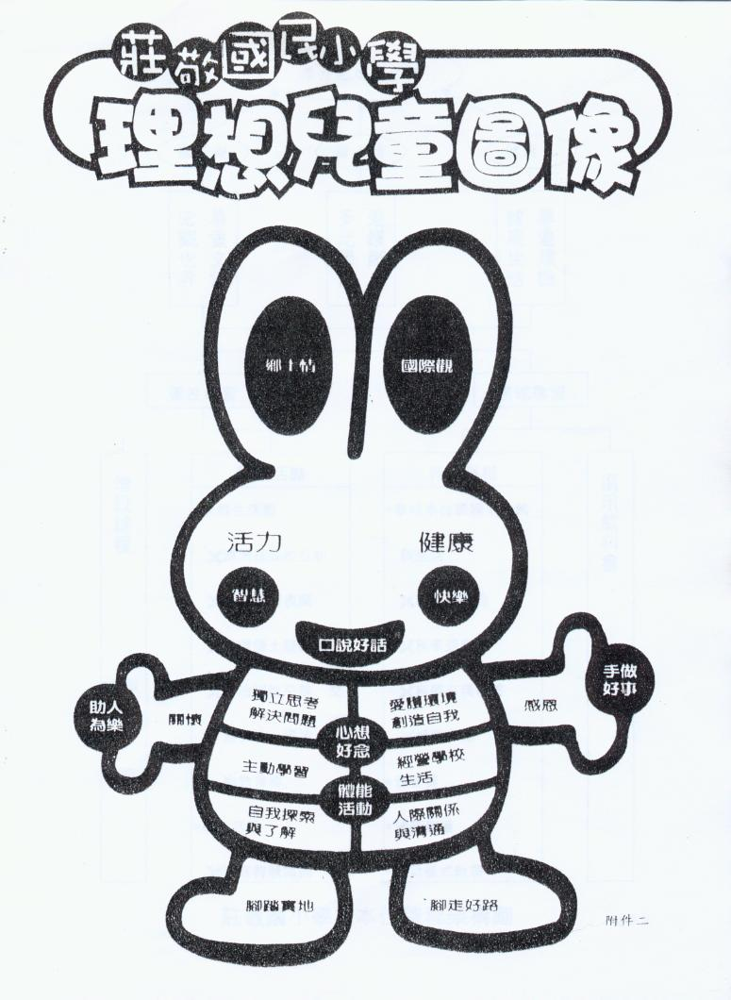 莊敬國民小學
理想兒童圖像
鄉土情
國際觀
活力
健康
智慧
快樂
口說好話
助人
為樂
關懷
獨立思考
解決問題
心想
好念
愛護環境
創造自我
感恩
手做
好事
主動學習
經營學校
生活
體能
活動
自我探索
與了解
人際關係
與溝通
腳踏實地
腳走好路
附件二